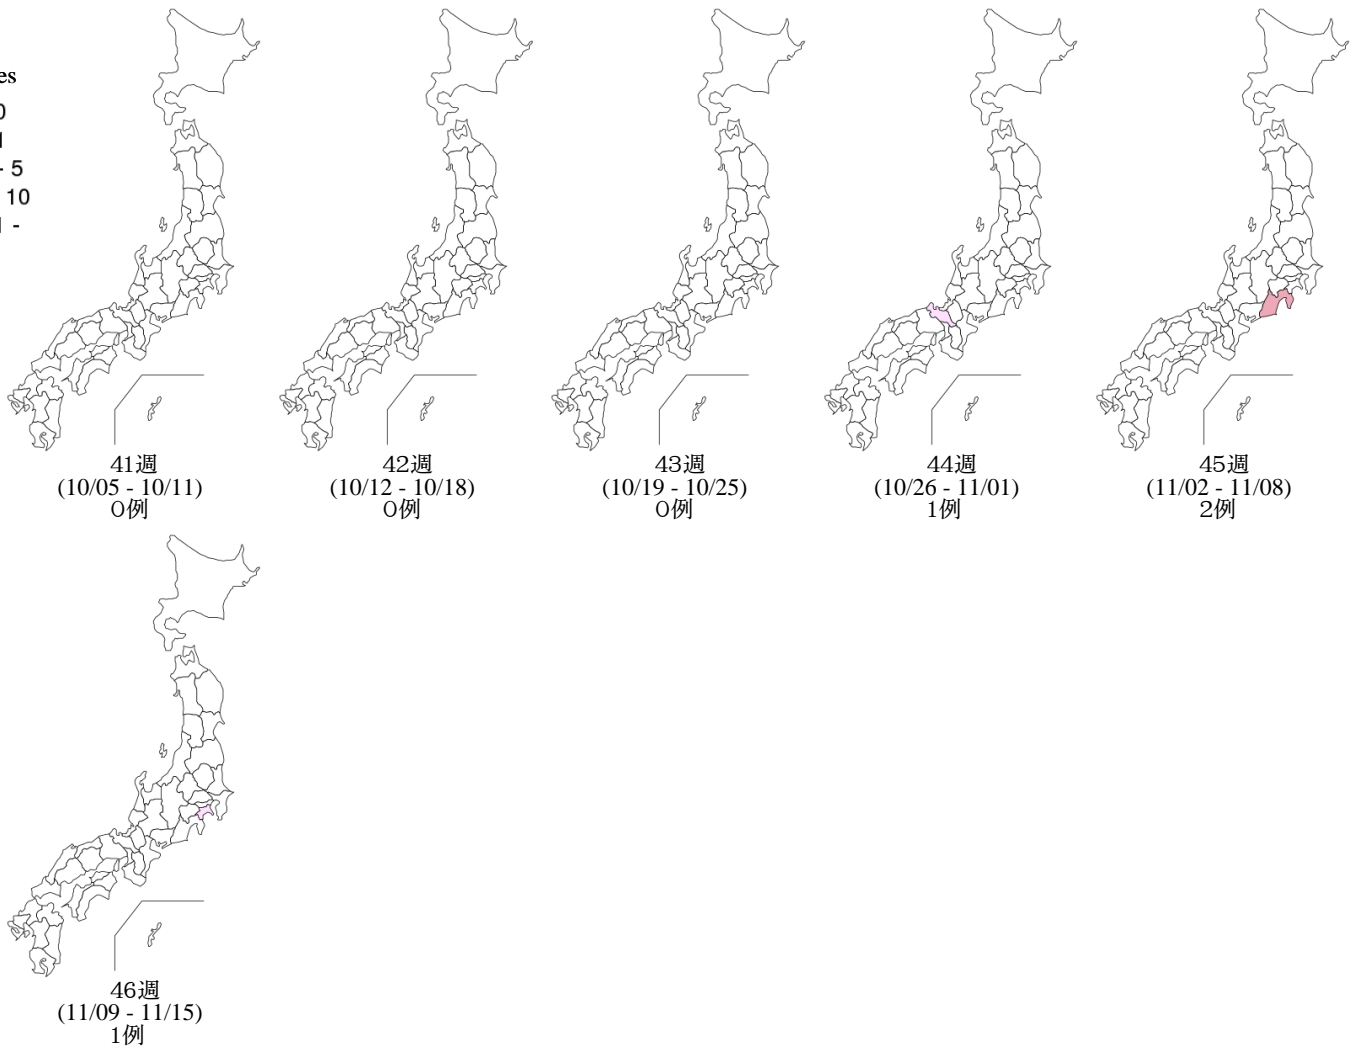 es
0
1
- 5
10
1 -
41週
(10/05 - 10/11)
0例
42週
(10/12 - 10/18)
0例
43週
(10/19 - 10/25)
0例
44週
(10/26 - 11/01)
1例
45週
(11/02 - 11/08)
2例
46週
(11/09 - 11/15)
1例